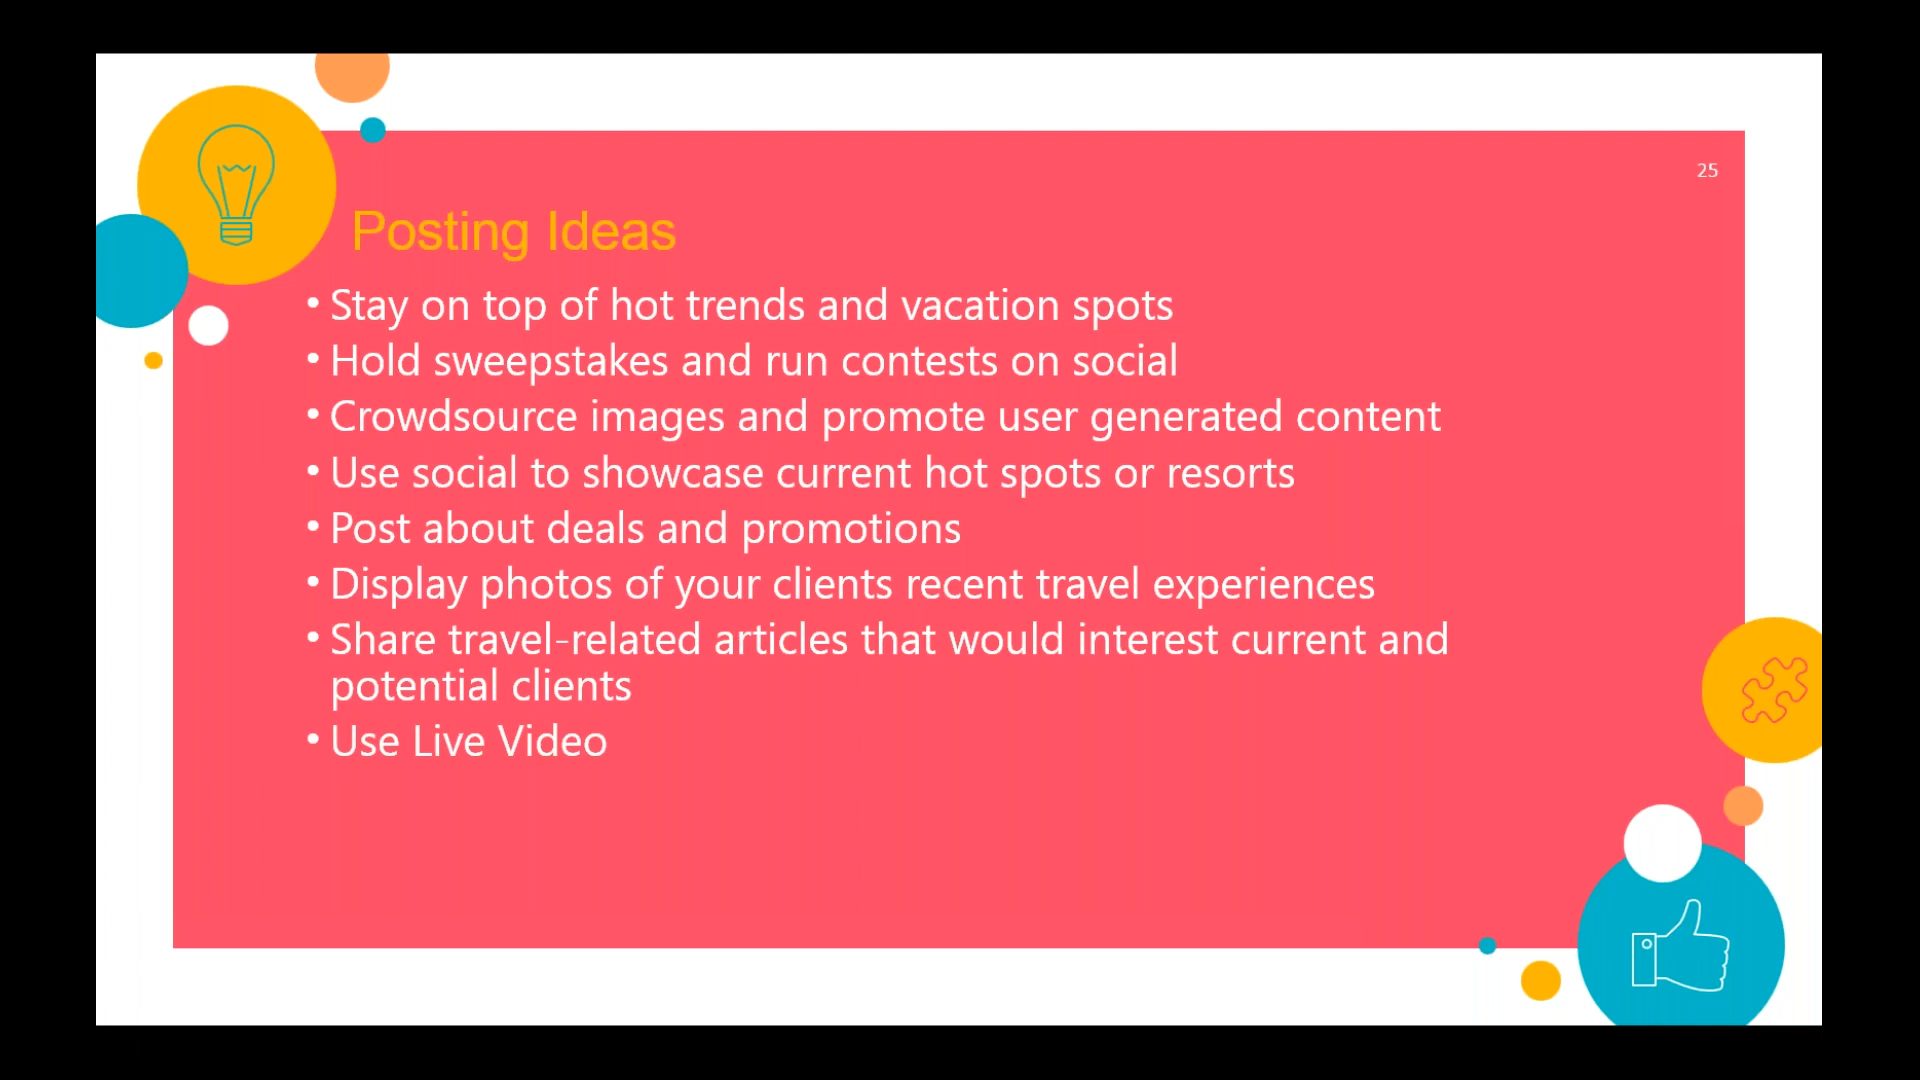 25
Posting Ideas
• Stay on top of hot trends and vacation spots
• Hold sweepstakes and run contests on social
• Crowdsource images and promote user generated content
• Use social to showcase current hot spots or resorts
• Post about deals and promotions
• Display photos of your clients recent travel experiences
• Share travel-related articles that would interest current and
potential clients
• Use Live Video